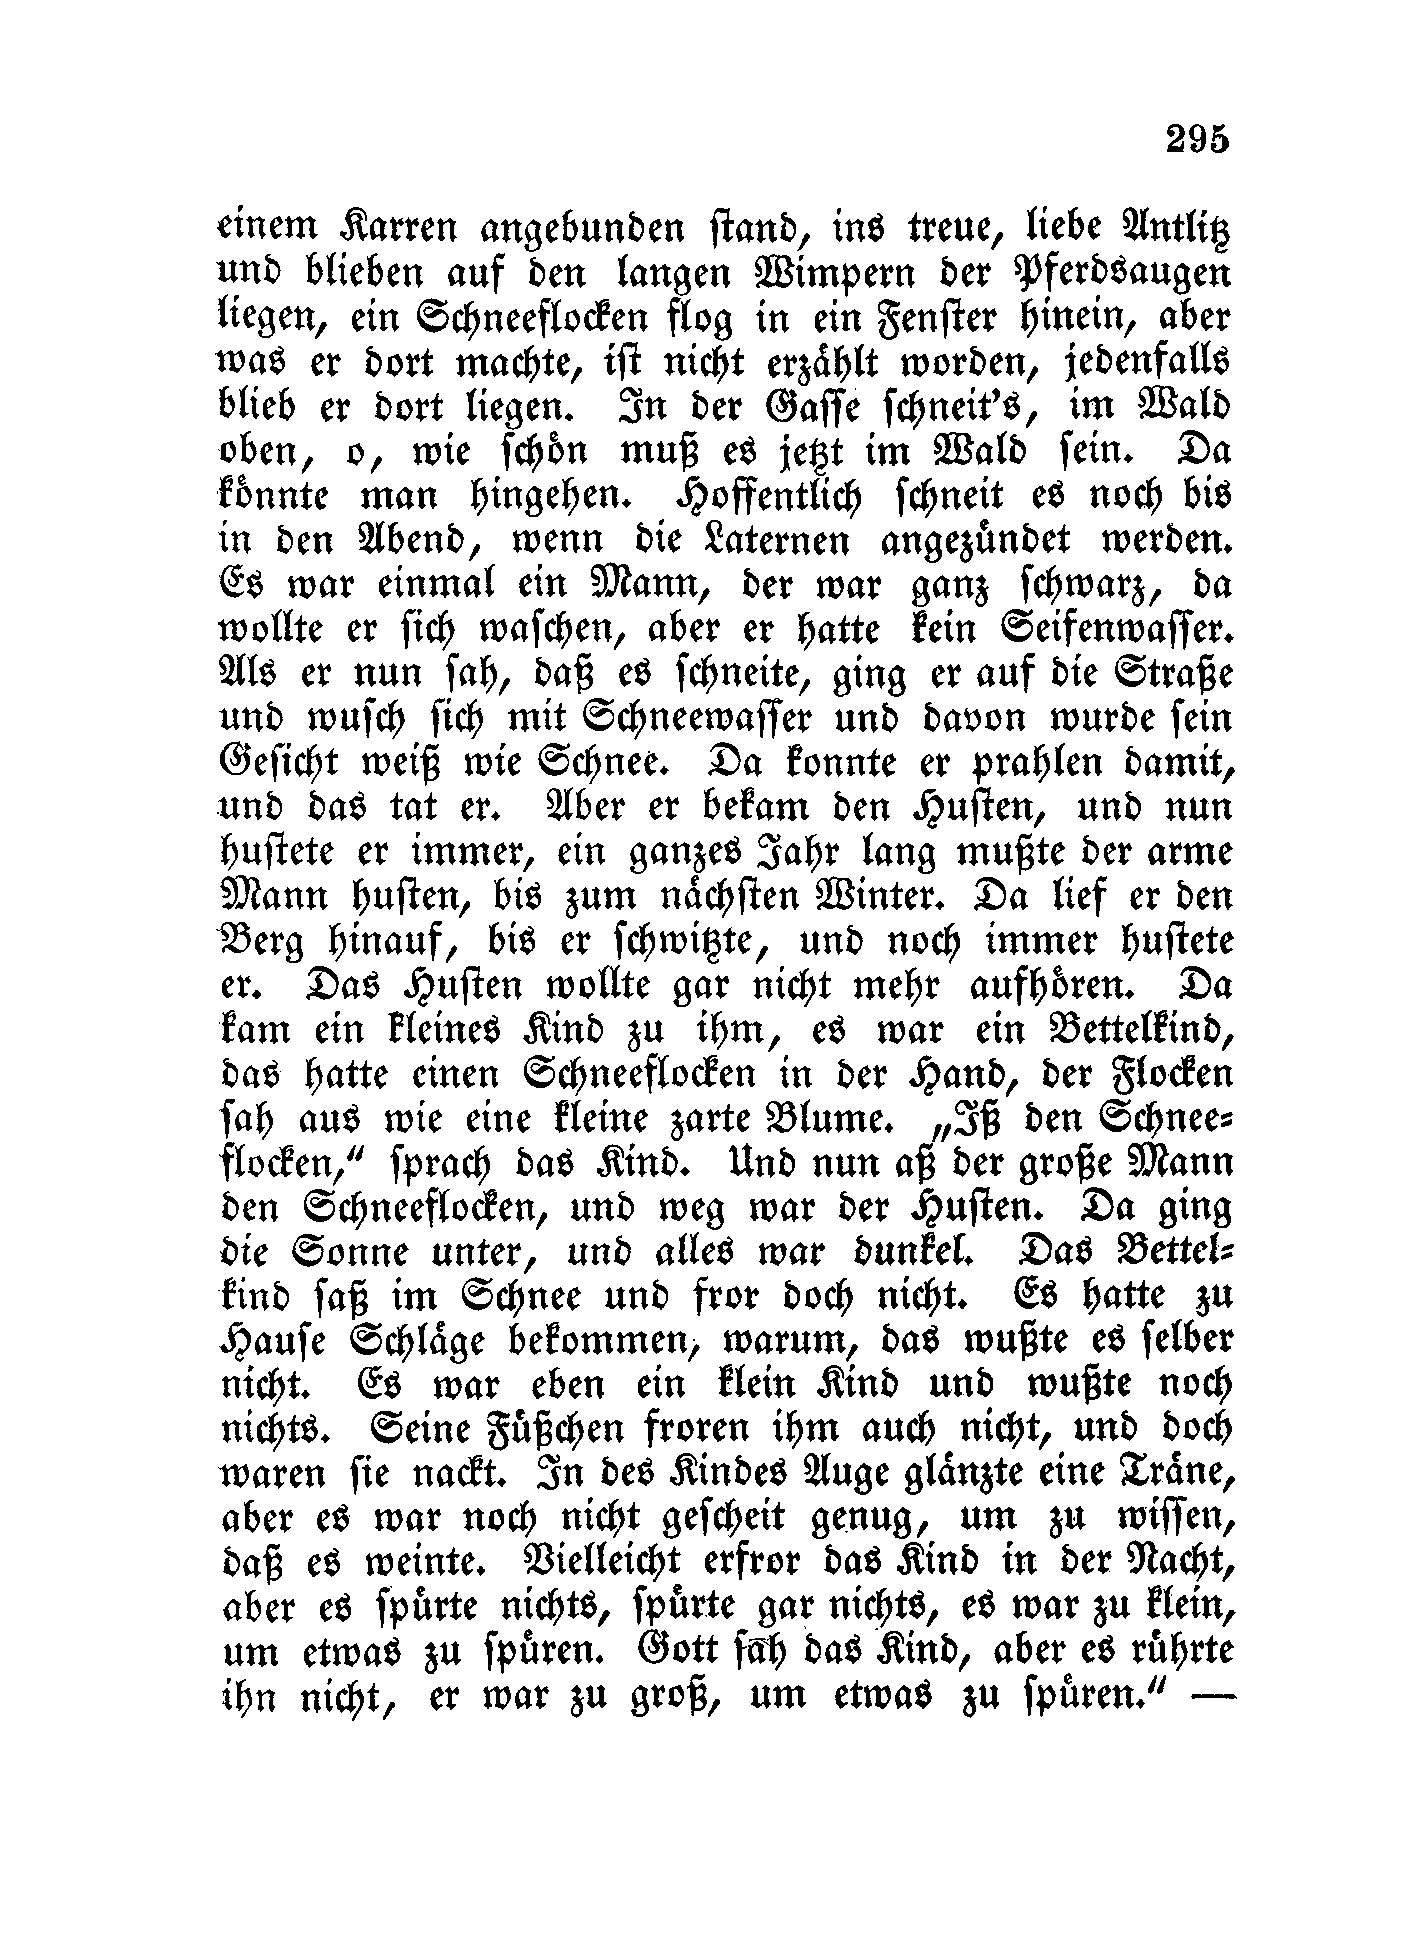 295
einem Karren angebunden stand, ins treue, liebe Antlitz
und blieben auf den langen Wimpern der Pferdsaugen
liegen, ein Schneeflocken flog in ein Fenster hinein, aber
was er dort machte, ist nicht erzählt worden, jedenfalls
blieb er dort liegen. In der Gasse schneit’s, im Wald
oben, o, wie schön muß es jetzt im Wald sein. Da
könnte man hingehen. Hoffentlich schneit es noch bis
in den Abend, wenn die Laternen angezündet werden.
Es war einmal ein Mann, der war ganz schwarz, da
wollte er sich waschen, aber er hatte kein Seifenwasser.
Als er nun sah, daß es schneite, ging er auf die Straße
und wusch sich mit Schneewasser und davon wurde sein
Gesicht weiß wie Schnee. Da konnte er prahlen damit,
und das tat er. Aber er bekam den Husten, und nun
hustete er immer, ein ganzes Jahr lang mußte der arme
Mann husten, bis zum nächsten Winter. Da lief er den
Berg hinauf, bis er schwitzte, und noch immer hustete
er. Das Husten wollte gar nicht mehr aufhören. Da
kam ein kleines Kind zu ihm, es war ein Bettelkind,
das hatte einen Schneeflocken in der Hand, der Flocken
sah aus wie eine kleine zarte Blume. „Iß den Schnee-
flocken,“ sprach das Kind. Und nun aß der große Mann
den Schneeflocken, und weg war der Husten. Da ging
die Sonne unter, und alles war dunkel. Das Bettel-
kind saß im Schnee und fror doch nicht. Es hatte zu
Hause Schläge bekommen, warum, das wußte es selber
nicht. Es war eben ein klein Kind und wußte noch
nichts. Seine Füßchen froren ihm auch nicht, und doch
waren sie nackt. In des Kindes Auge glänzte eine Träne,
aber es war noch nicht gescheit genug, um zu wissen,
daß es weinte. Vielleicht erfror das Kind in der Nacht,
aber es spürte nichts, spürte gar nichts, es war zu klein,
um etwas zu spüren. Gott sah das Kind, aber es rührte
ihn nicht, er war zu groß, um etwas zu spüren.“ —